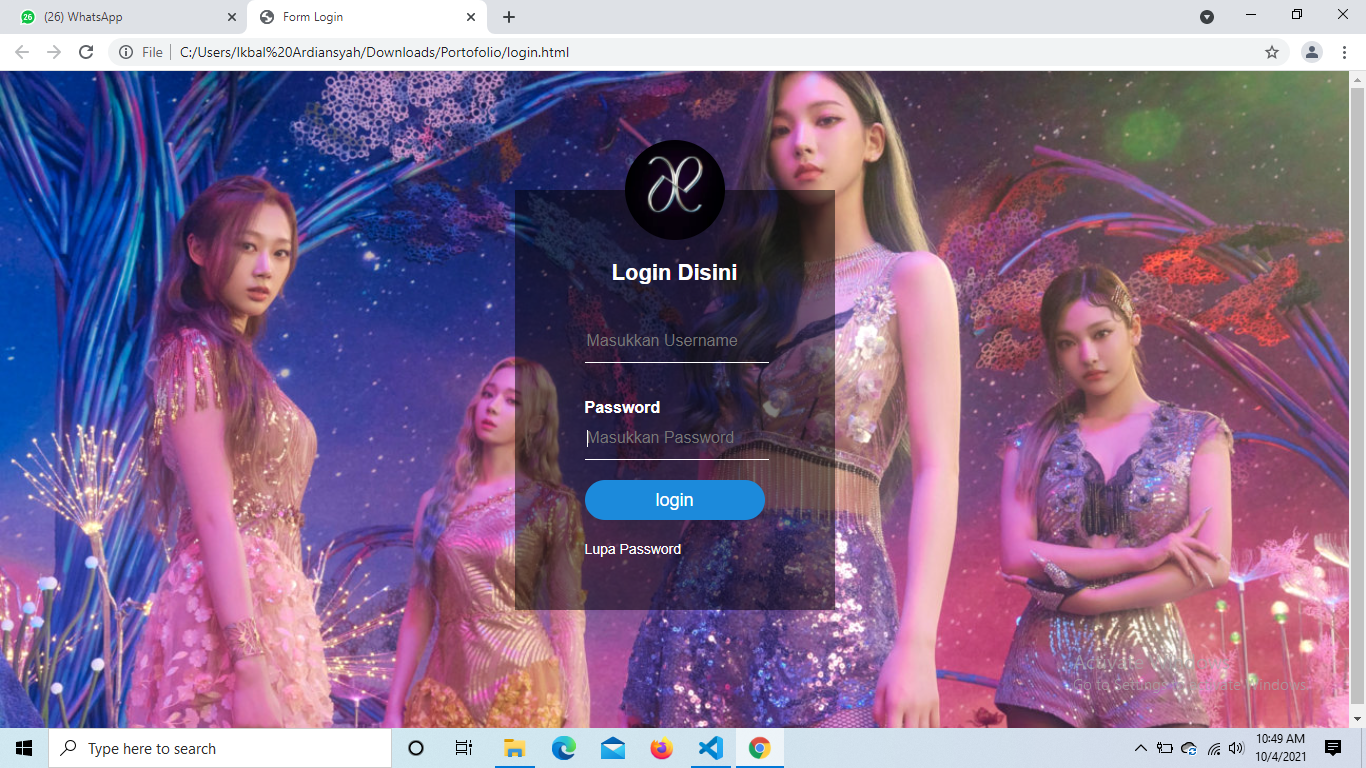 26
(26) WhatsApp
Form Login
File
C:/Users/Ikbal%20Ardiansyah/Downloads/Portofolio/login.html
Æ
Login Disini
Masukkan Username
Password
Masukkan Password
login
Lupa Password
Activate Windows
Go to Settings to activate Windows.
Type here to search
10:49 AM
10/4/2021